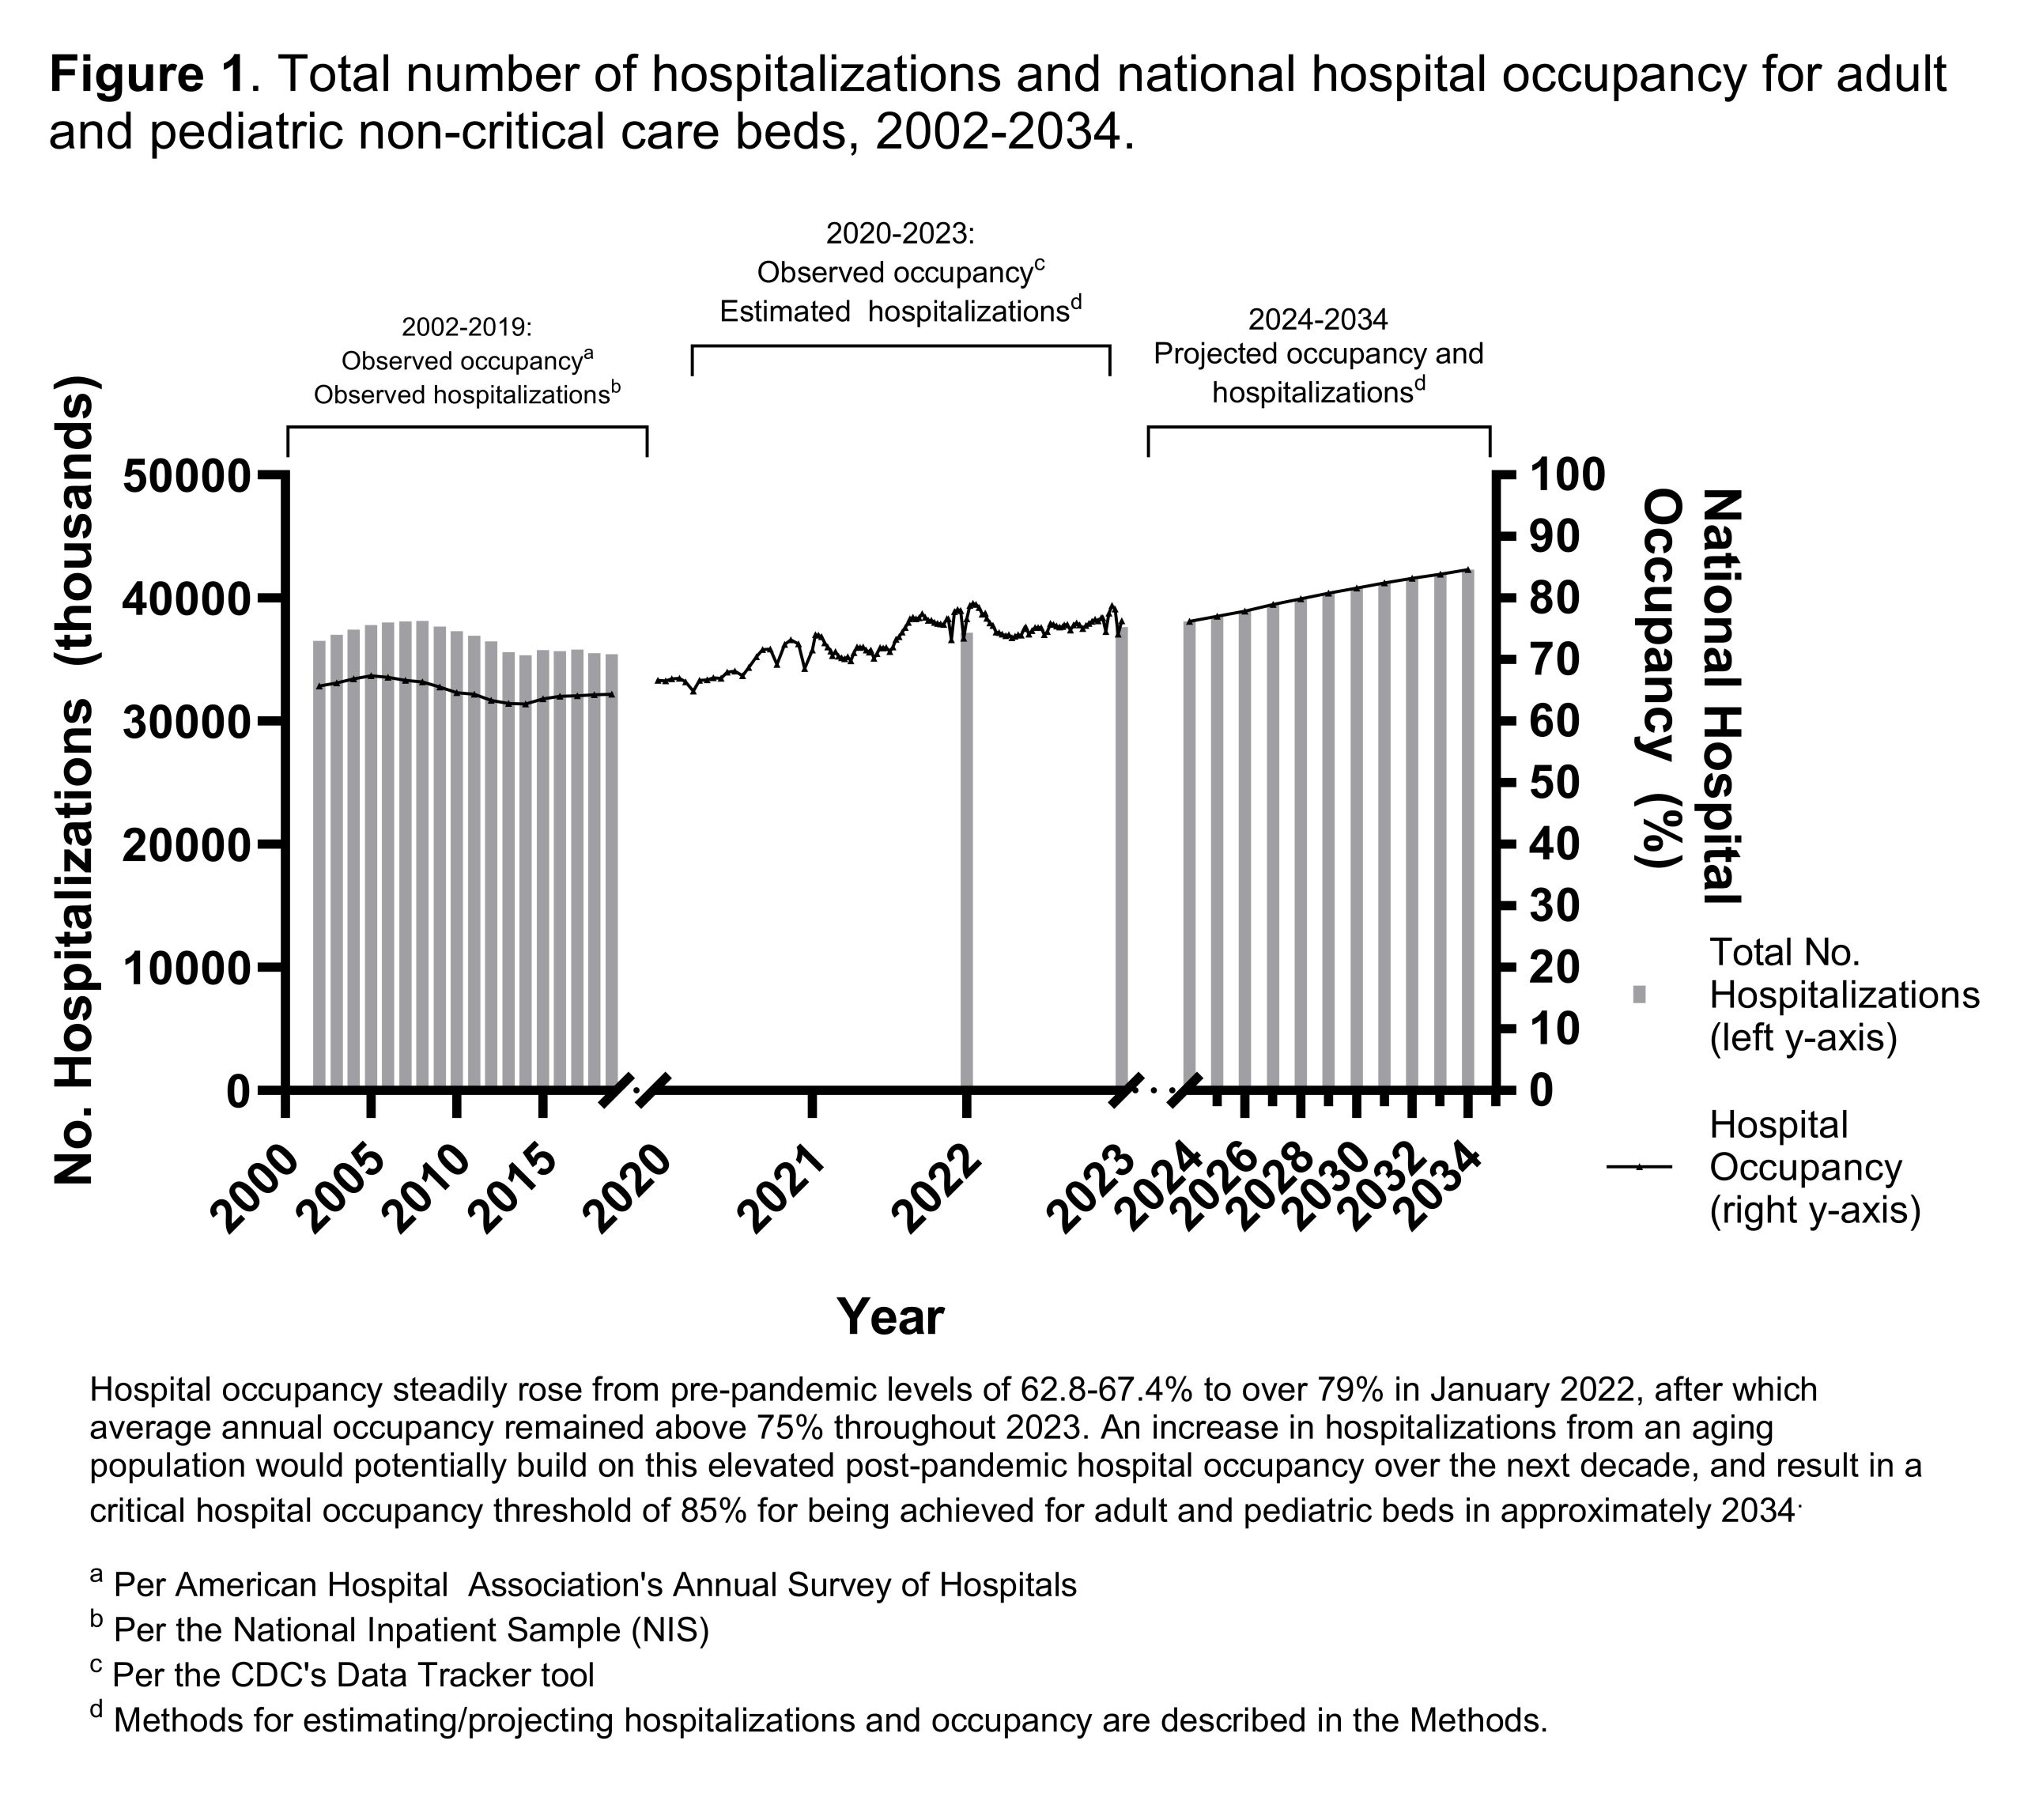 Figure 1. Total number of hospitalizations and national hospital occupancy for adult
and pediatric non-critical care beds, 2002-2034.
2020-2023:
Observed occupancyc
Estimated  hospitalizationsd
2002-2019:
Observed occupancya
Observed hospitalizationsb
2024-2034
Projected occupancy and
hospitalizationsd
No. Hospitalizations  (thousands)
50000
40000
30000
20000
10000
0
100
90
80
70
60
50
40
30
20
10
0
National Hospital
Occupancy  (%)
Total No.
Hospitalizations
(left y-axis)
Hospital
Occupancy
(right y-axis)
2000
2005
2010
2015
2020
2021
2022
2023
2024
2026
2028
2030
2032
2034
Year
Hospital occupancy steadily rose from pre-pandemic levels of 62.8-67.4% to over 79% in January 2022, after which
average annual occupancy remained above 75% throughout 2023. An increase in hospitalizations from an aging
population would potentially build on this elevated post-pandemic hospital occupancy over the next decade, and result in a
critical hospital occupancy threshold of 85% for being achieved for adult and pediatric beds in approximately 2034.
a Per American Hospital  Association's Annual Survey of Hospitals
b Per the National Inpatient Sample (NIS)
c Per the CDC's Data Tracker tool
d Methods for estimating/projecting hospitalizations and occupancy are described in the Methods.